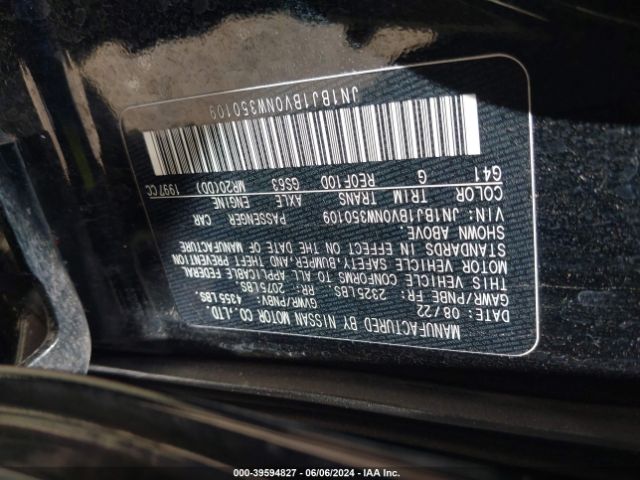 MANUFACTURED BY NISSAN MOTOR CO.,LTD.
DATE: 08/22 GVWR/PNBV: 4355 LBS.
GAWR/PNBE FR: 2325LBS RR: 2075LBS.
THIS VEHICLE CONFORMS TO ALL APPLICABLE FEDERAL
MOTOR VEHICLE SAFETY,BUMPER,AND THEFT PREVENTION
STANDARDS IN EFFECT ON THE DATE OF MANUFACTURE
SHOWN ABOVE.
VIN: JN1BJ1BV0NW350109 PASSENGER CAR
COLOR TRIM TRANS AXLE ENGINE
G41 G RE0F10D GS63 MR20(DD) 1997CC
JN1BJ1BV0NW350109
000-39594827 - 06/06/2024 - IAA Inc.